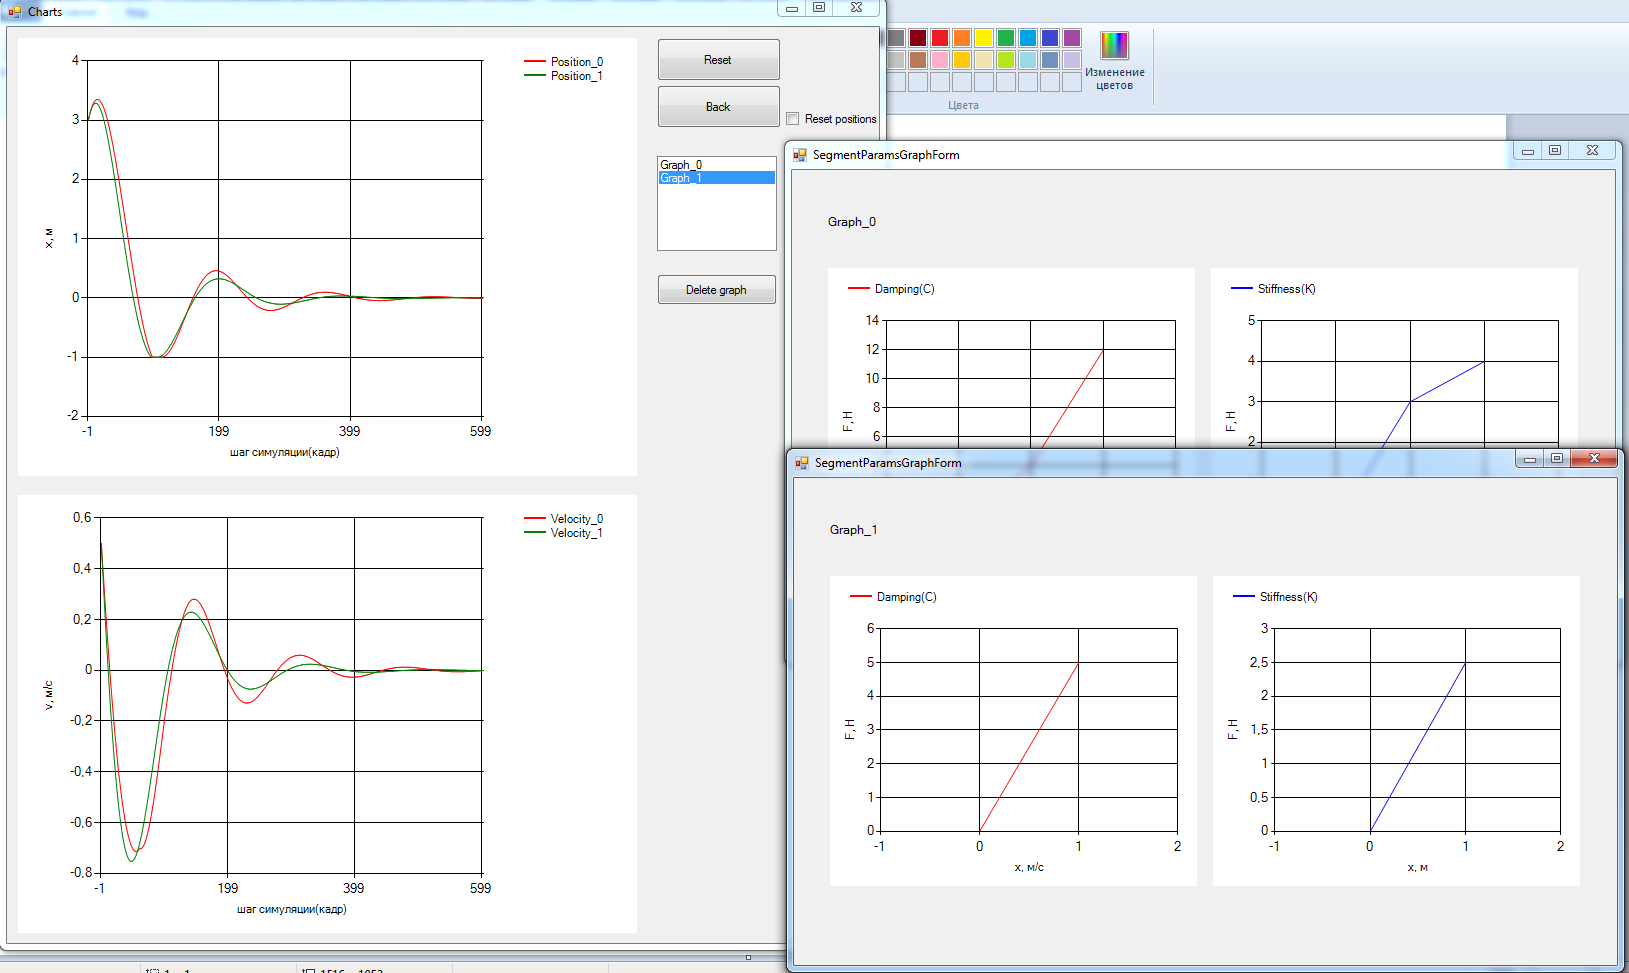 Charts
4
3
2
1
0
-1
-2
x, м
-1 199 399 599
шаг симуляции(кадр)
Position_0
Position_1
Reset
Back
Reset positions
Graph_0
Graph_1
Delete graph
0,6
0,4
0,2
0
-0,2
-0,4
-0,6
-0,8
v, м/с
-1 199 399 599
шаг симуляции(кадр)
Velocity_0
Velocity_1
Изменение
цветов
Цвета
SegmentParamsGraphForm
Graph_0
Damping(C)
14
12
10
8
6
F, Н
Stiffness(K)
5
4
3
2
F, Н
SegmentParamsGraphForm
Graph_1
Damping(C)
6
5
4
3
2
1
0
F, Н
-1 0 1 2
x, м/с
Stiffness(K)
3
2,5
2
1,5
1
0,5
0
F, Н
-1 0 1 2
x, м